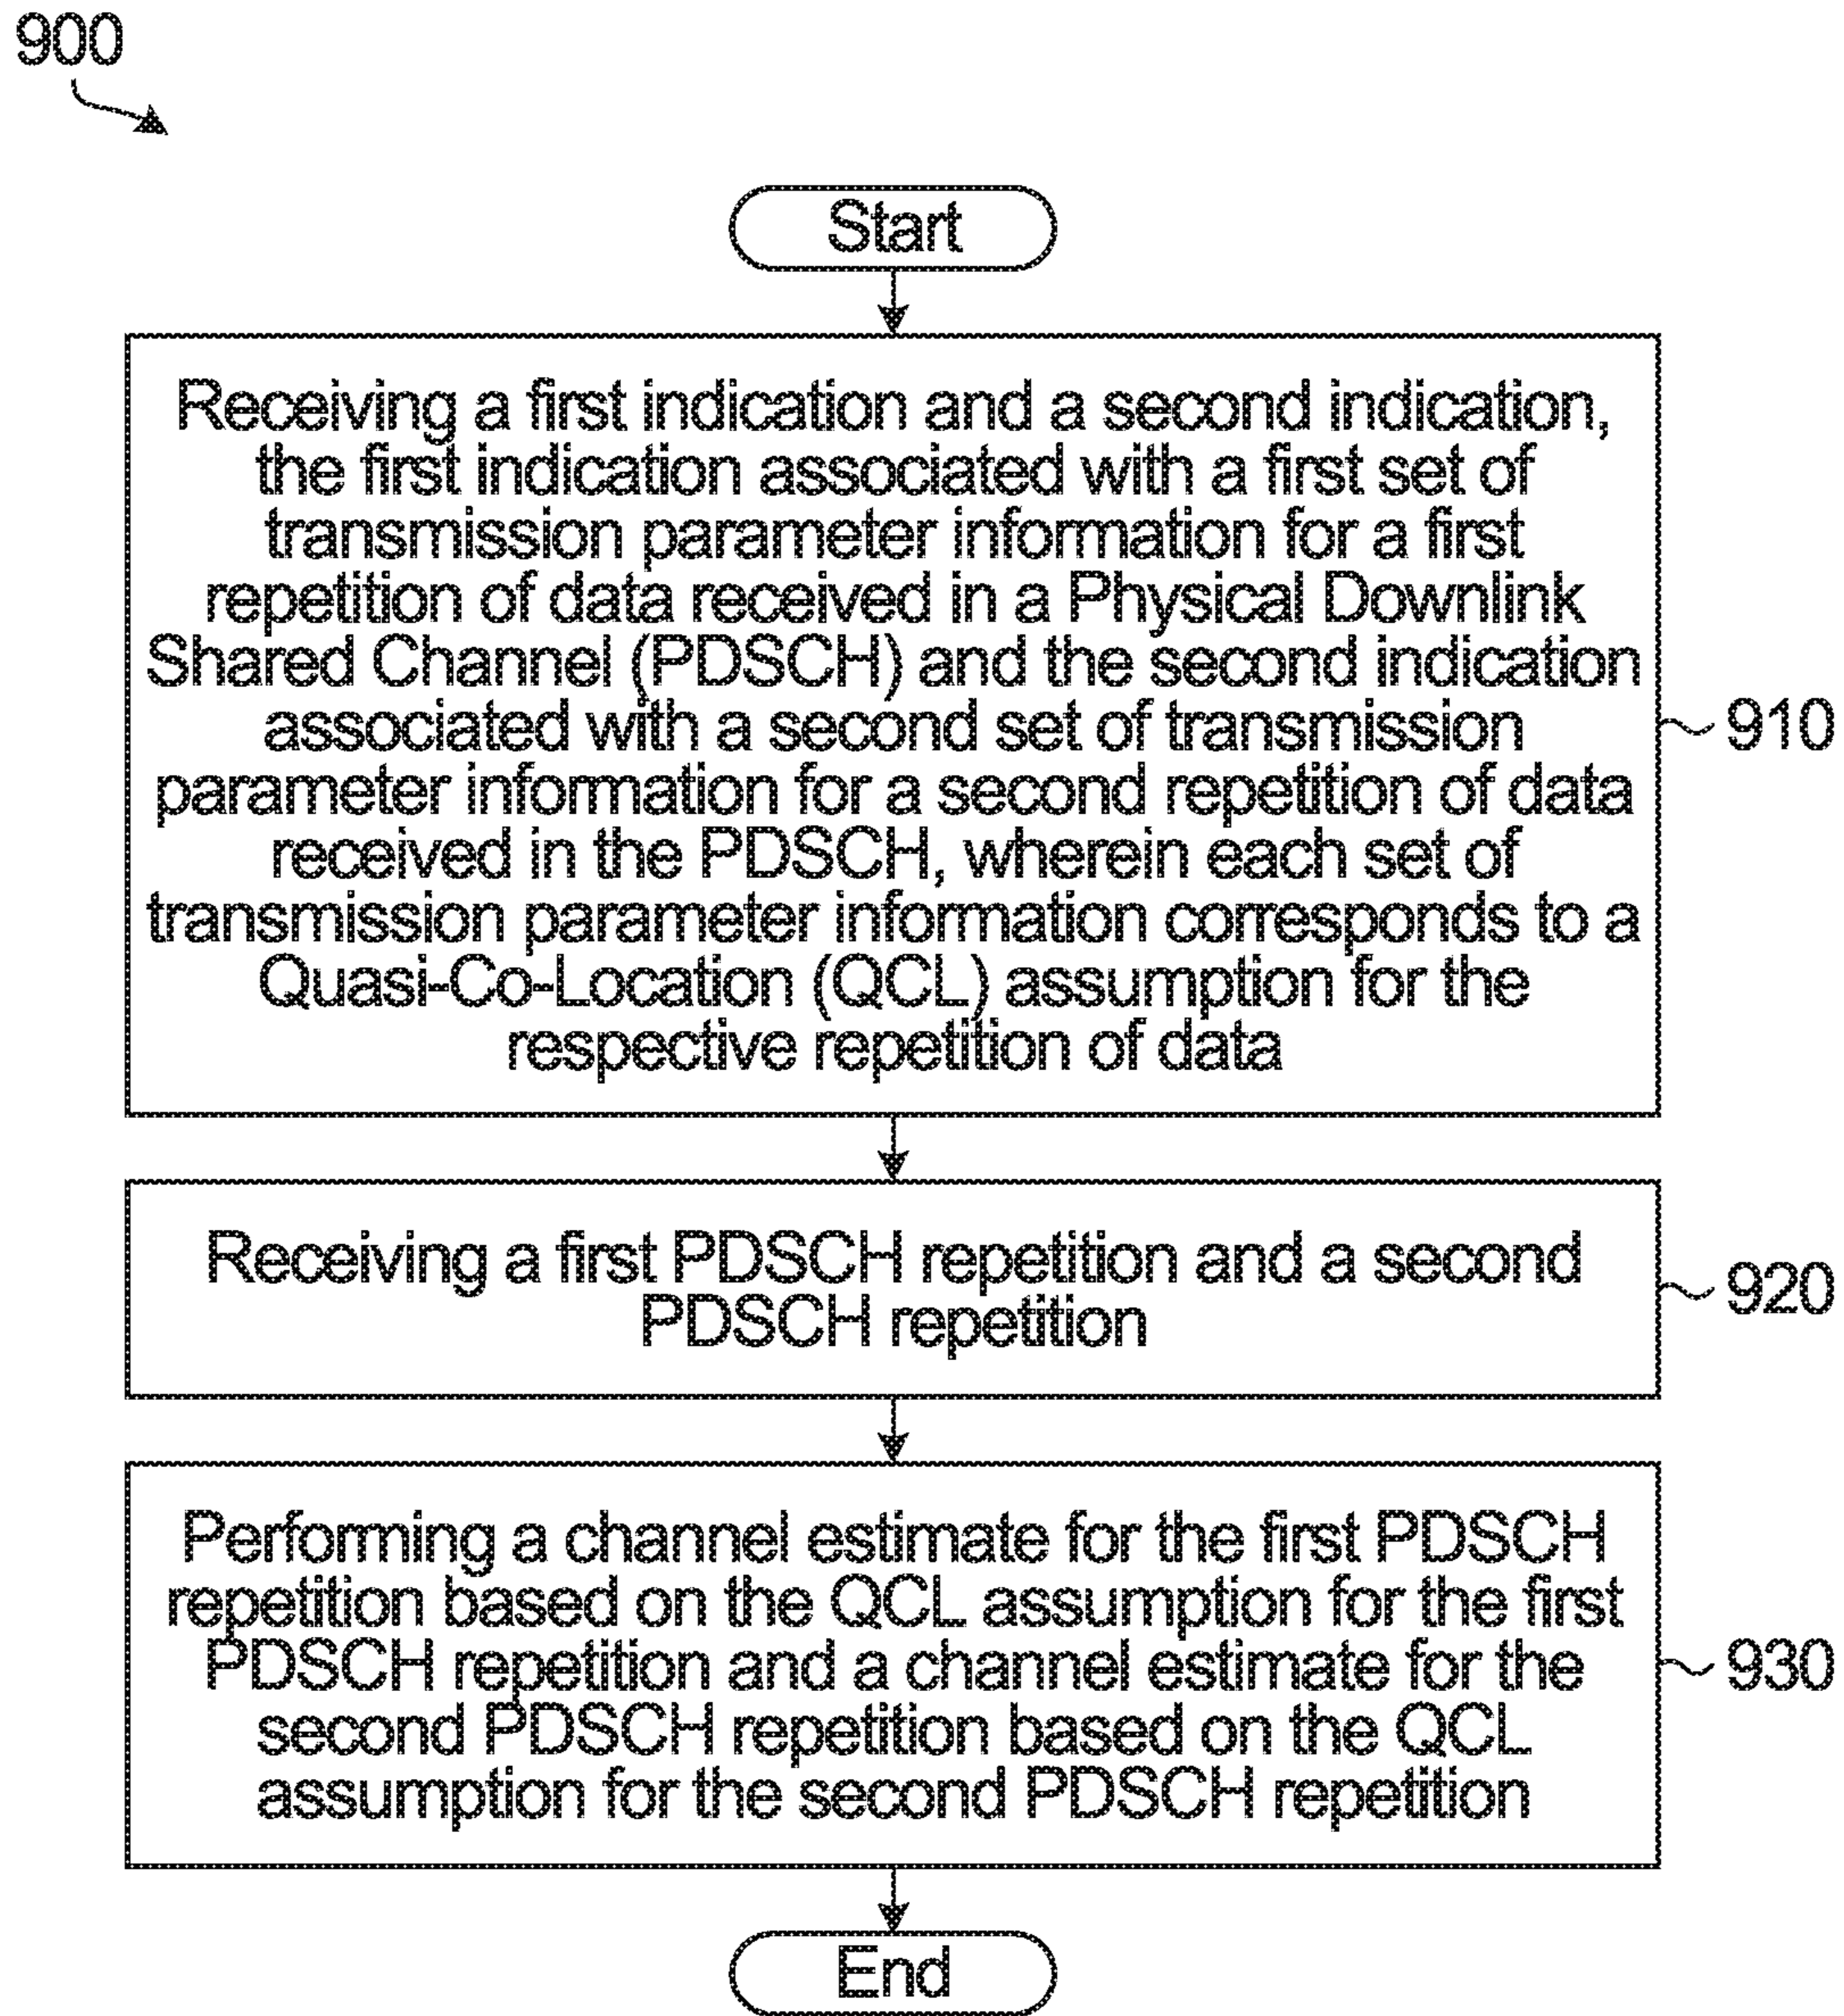 900
Start
Receiving a first indication and a second indication,
the first indication associated with a first set of
transmission parameter information for a first
repetition of data received in a Physical Downlink
Shared Channel (PDSCH) and the second indication
associated with a second set of transmission
parameter information for a second repetition of data
received in the PDSCH, wherein each set of
transmission parameter information corresponds to a
Quasi-Co-Location (QCL) assumption for the
respective repetition of data
910
Receiving a first PDSCH repetition and a second
PDSCH repetition
920
Performing a channel estimate for the first PDSCH
repetition based on the QCL assumption for the first
PDSCH repetition and a channel estimate for the
second PDSCH repetition based on the QCL
assumption for the second PDSCH repetition
930
End